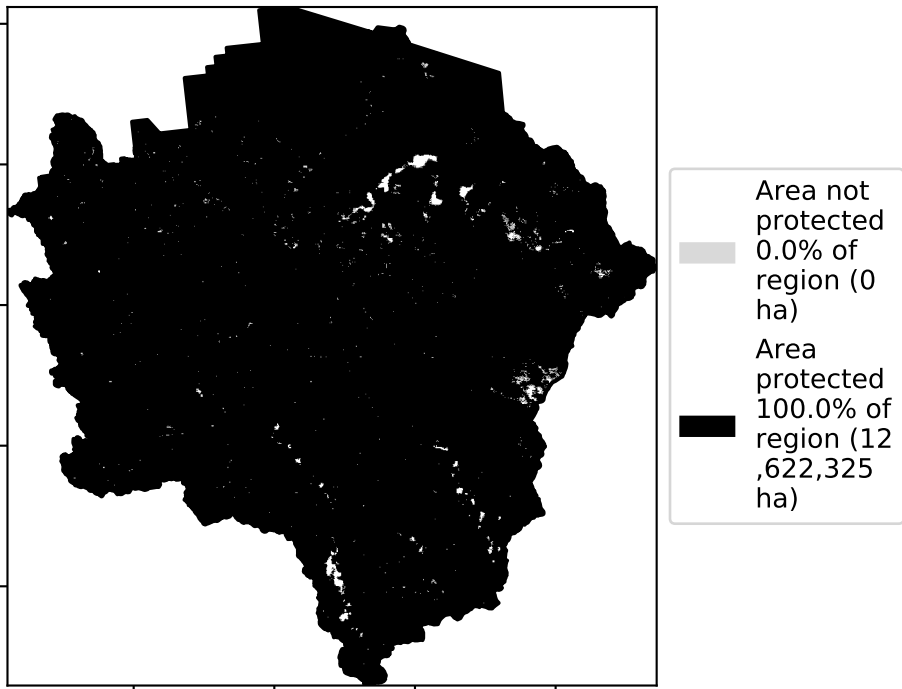 Area not
protected
0.0% of
region (0
ha)
Area
protected
100.0% of
region (12
,622,325
ha)